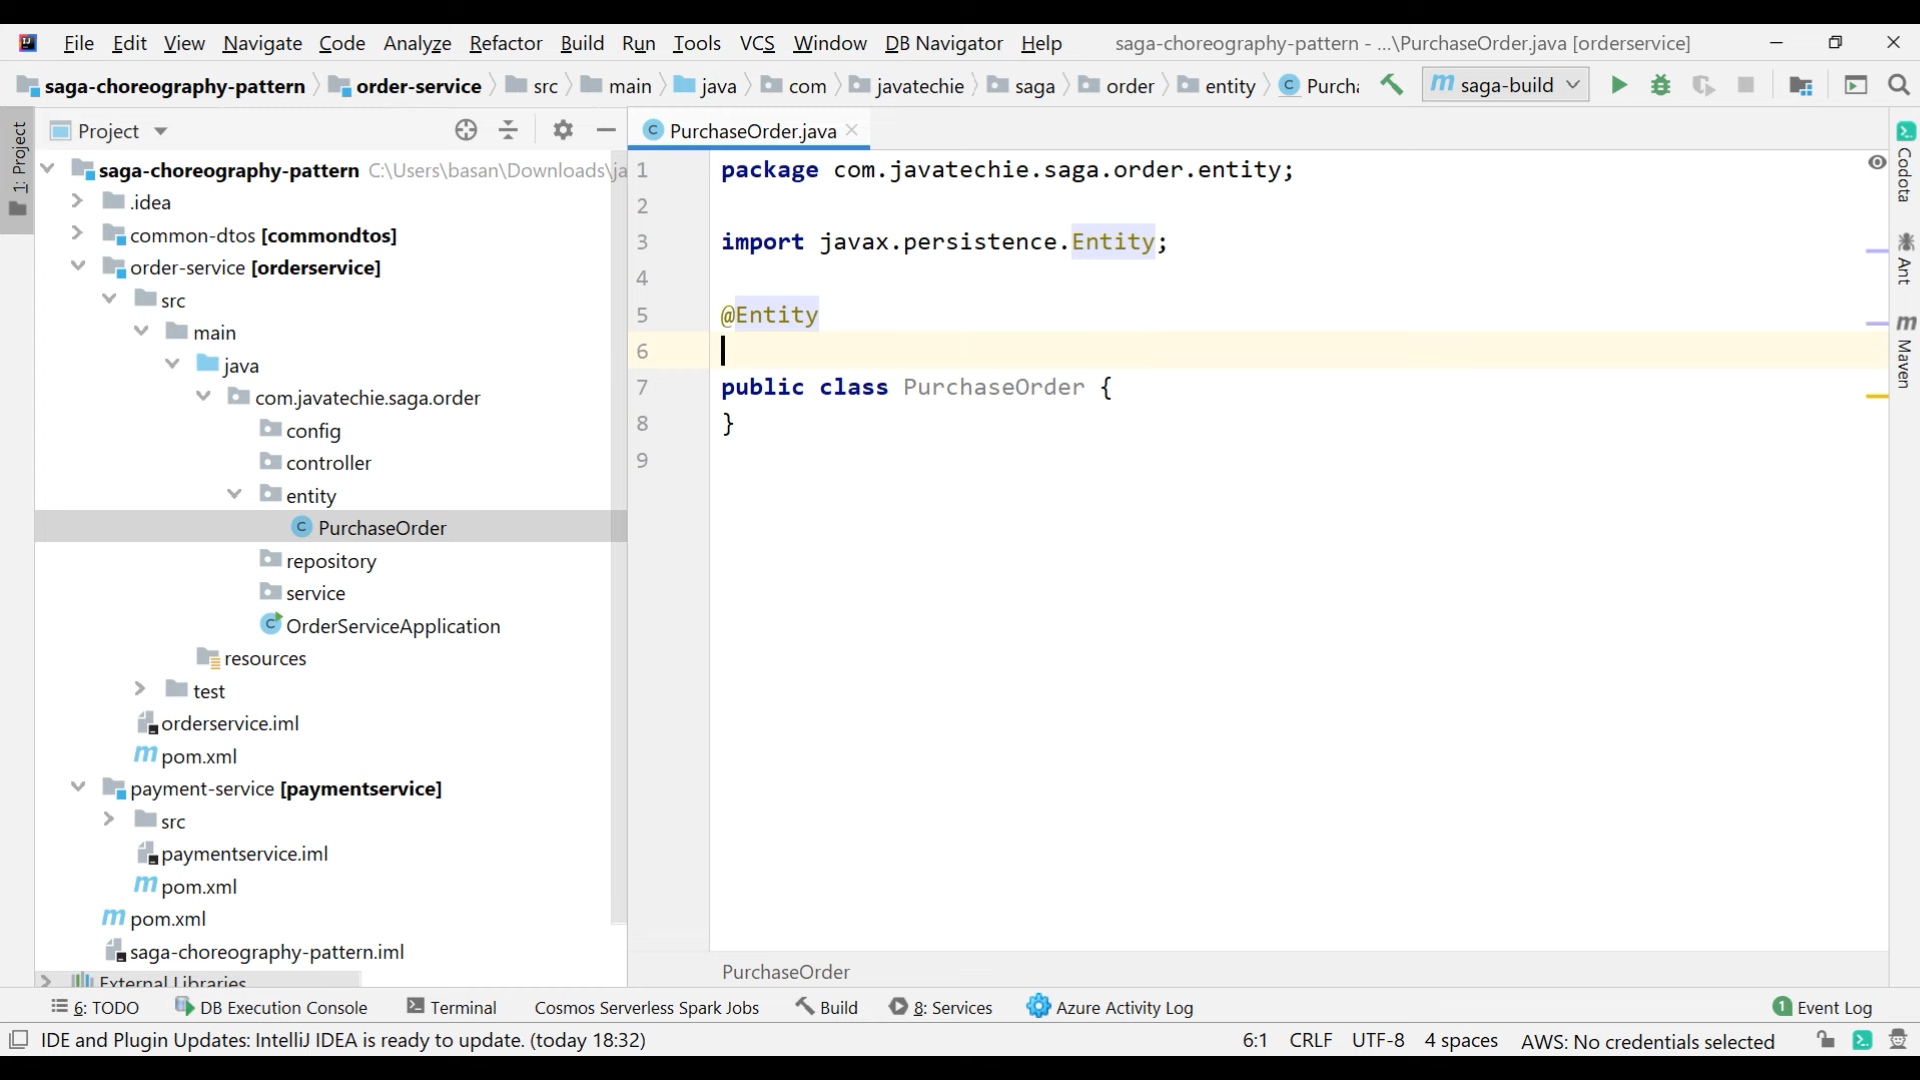 File Edit View Navigate Code Analyze Refactor Build Run Tools VCS Window DB Navigator Help saga-choreography-pattern - ...\PurchaseOrder.java [orderservice]
saga-choreography-pattern order-service src main java com javatechie saga order entity Purcha saga-build
1: Project
Project
PurchaseOrder.java
saga-choreography-pattern C:\Users\basan\Downloads\ja
.idea
common-dtos [commondtos]
order-service [orderservice]
src
main
java
com.javatechie.saga.order
config
controller
entity
PurchaseOrder
repository
service
OrderServiceApplication
resources
test
orderservice.iml
pom.xml
payment-service [paymentservice]
src
paymentservice.iml
pom.xml
pom.xml
saga-choreography-pattern.iml
External Libraries
1 package com.javatechie.saga.order.entity;
2
3 import javax.persistence.Entity;
4
5 @Entity
6
7 public class PurchaseOrder {
8 }
9
PurchaseOrder
Codota
Ant
Maven
6: TODO DB Execution Console Terminal Cosmos Serverless Spark Jobs Build 8: Services Azure Activity Log 1 Event Log
IDE and Plugin Updates: IntelliJ IDEA is ready to update. (today 18:32) 6:1 CRLF UTF-8 4 spaces AWS: No credentials selected